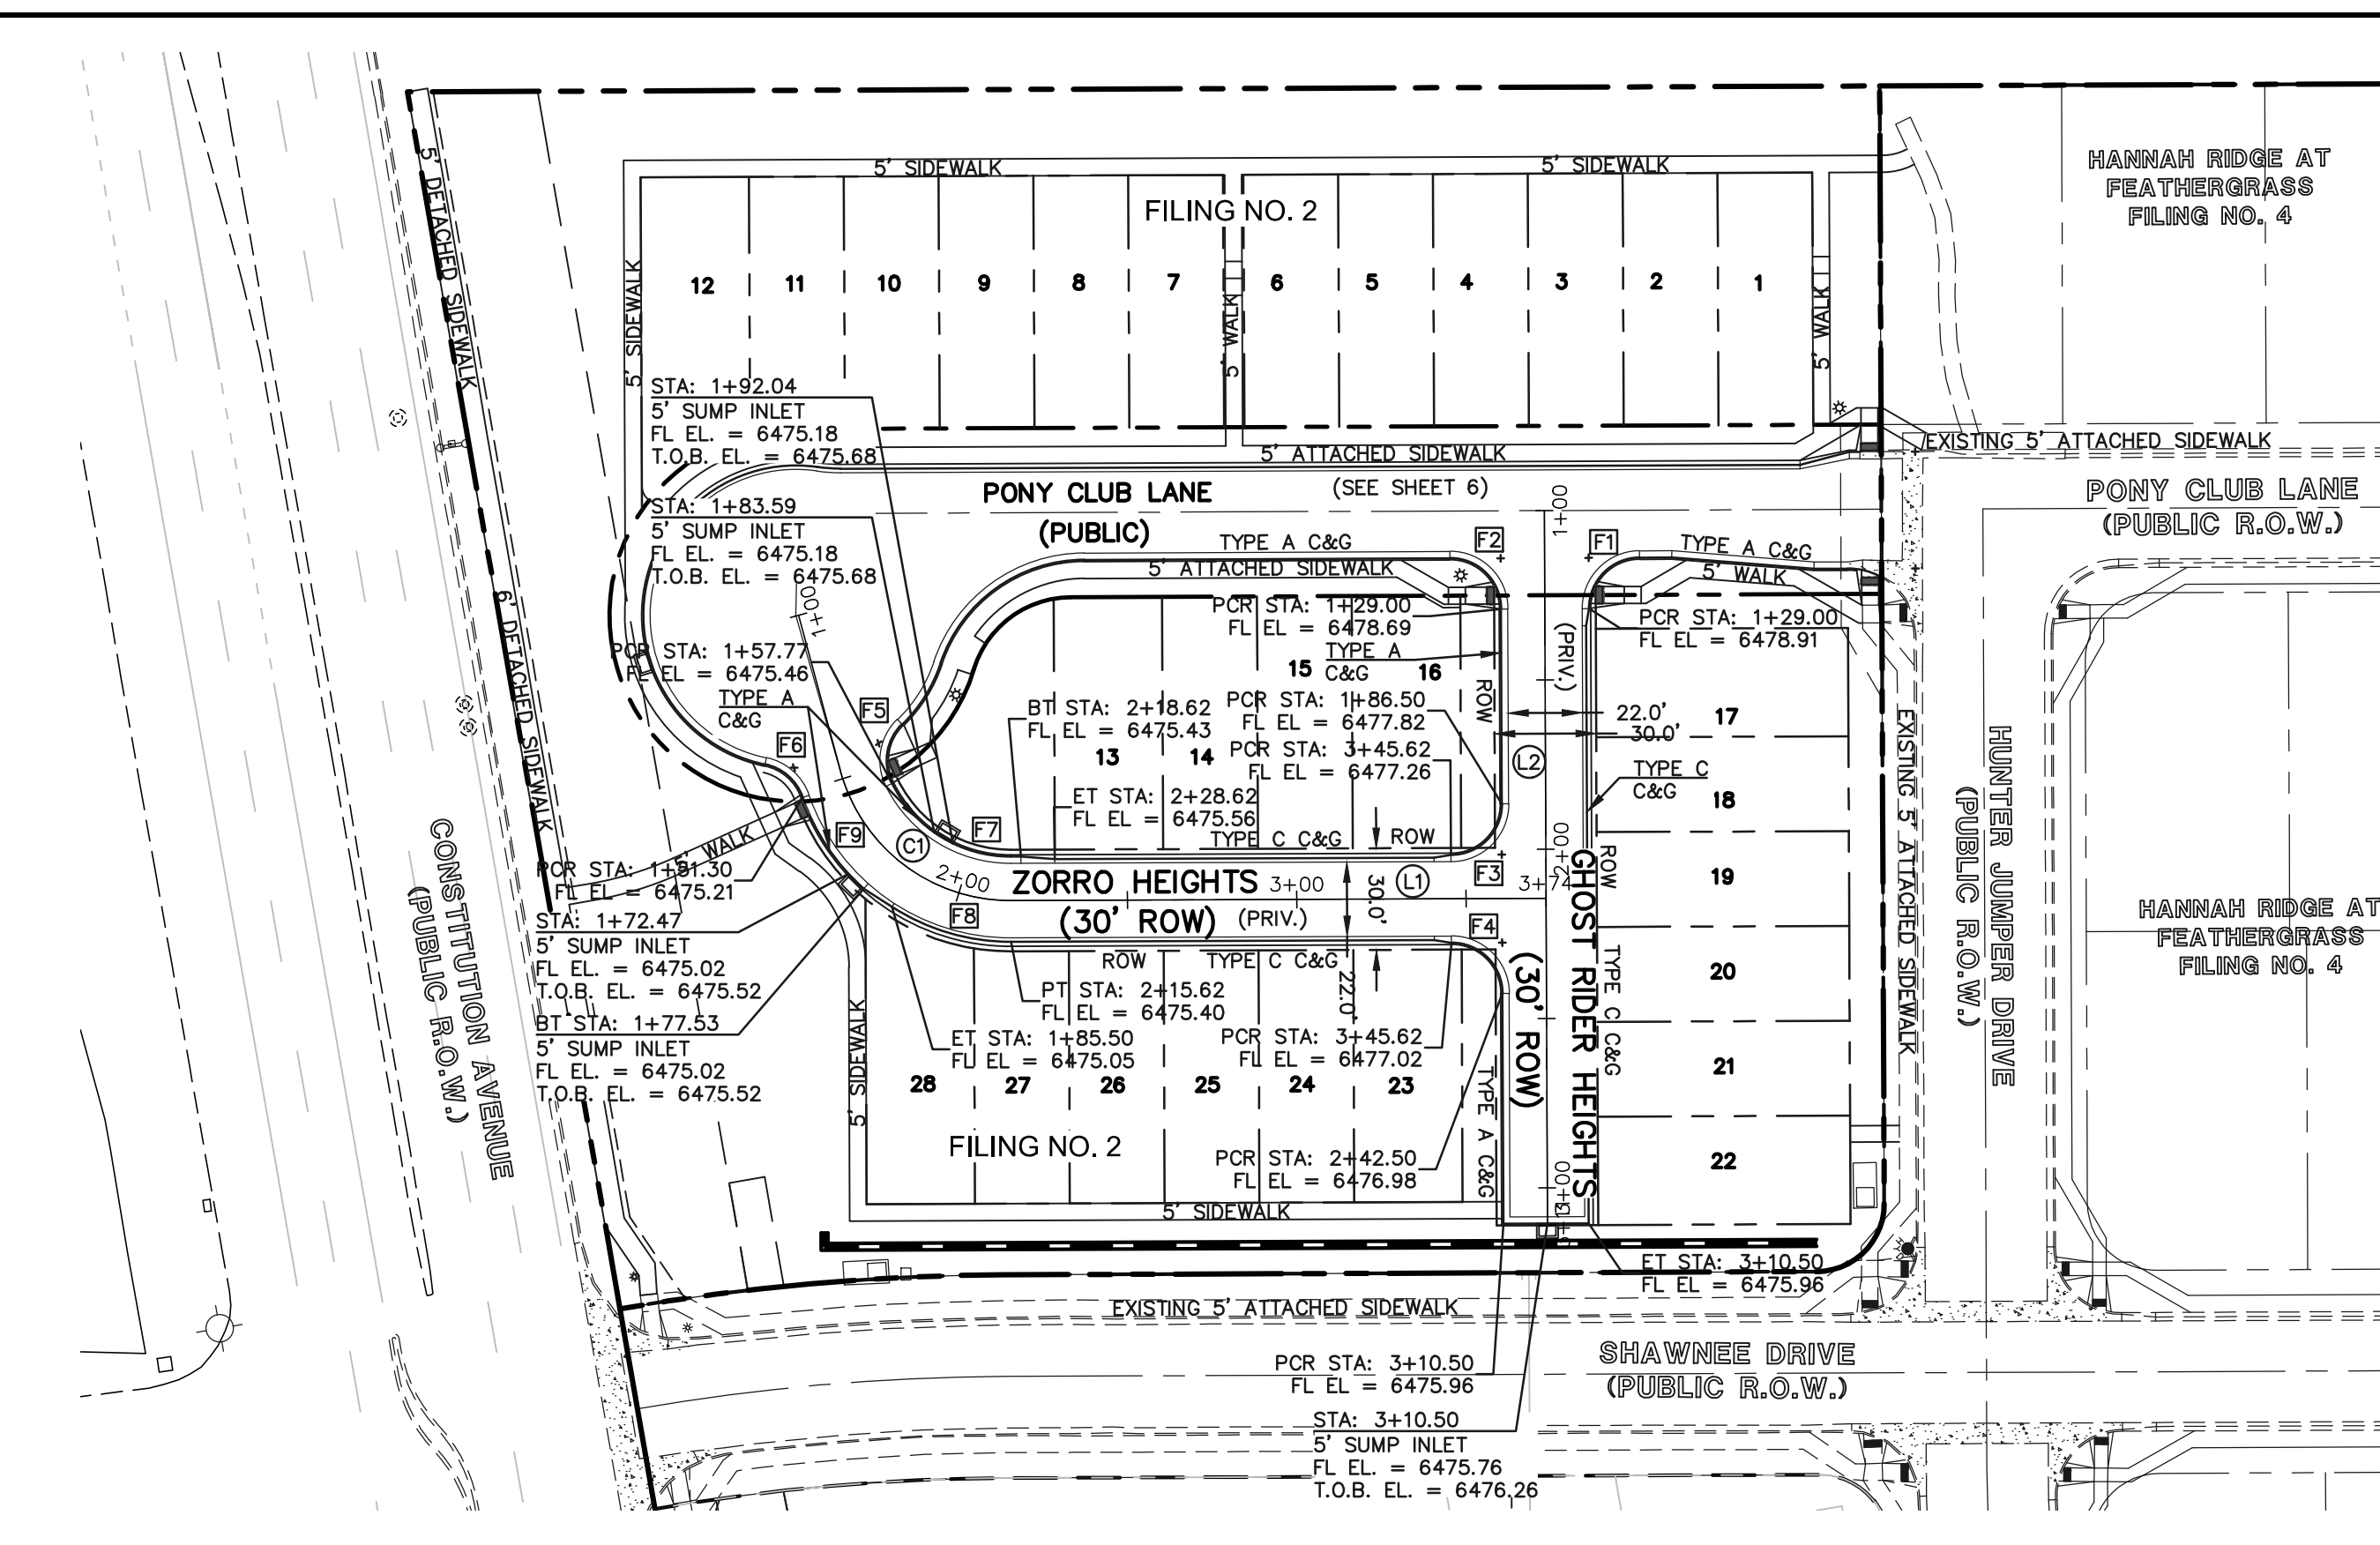 HANNAH RIDGE AT
FEATHERGRASS
FILING NO. 4
5' SIDEWALK
5' SIDEWALK
FILING NO. 2
5' DETACHED SIDEWALK
5' SIDEWALK
12
11
10
9
8
7
6
5
4
3
2
1
5' WALK
5' WALK
STA: 1+92.04
5' SUMP INLET
FL EL. = 6475.18
T.O.B. EL. = 6475.68
5' ATTACHED SIDEWALK
EXISTING 5' ATTACHED SIDEWALK
PONY CLUB LANE
(PUBLIC)
(SEE SHEET 6)
1+00
PONY CLUB LANE
(PUBLIC R.O.W.)
STA: 1+83.59
5' SUMP INLET
FL EL. = 6475.18
T.O.B. EL. = 6475.68
1+00
TYPE A C&G
F2
F1
TYPE A C&G
5' ATTACHED SIDEWALK
5' WALK
6' DETACHED SIDEWALK
PCR STA: 1+29.00
FL EL = 6478.69
TYPE A
C&G
15
16
(PRIV.)
PCR STA: 1+29.00
FL EL = 6478.91
PCR STA: 1+57.77
FL EL = 6475.46
TYPE A
C&G
F5
F6
BT STA: 2+18.62
FL EL = 6475.43
13
14
PCR STA: 1+86.50
FL EL = 6477.82
ROW
22.0'
30.0'
17
PCR STA: 3+45.62
FL EL = 6477.26
L2
TYPE C
C&G
18
ET STA: 2+28.62
FL EL = 6475.56
TYPE C C&G
ROW
F9
C1
F7
F3
2+00
ROW
EXISTING 5' ATTACHED SIDEWALK
HUNTER JUMPER DRIVE
(PUBLIC R.O.W.)
5' WALK
PCR STA: 1+81.30
FL EL = 6475.21
2+00
ZORRO HEIGHTS
(30' ROW)
(PRIV.)
3+00
30.0'
L1
3+74
19
GHOST RIDER HEIGHTS
(30' ROW)
HANNAH RIDGE AT
FEATHERGRASS
FILING NO. 4
CONSTITUTION AVENUE
(PUBLIC R.O.W.)
STA: 1+72.47
5' SUMP INLET
FL EL. = 6475.02
T.O.B. EL. = 6475.52
F8
F4
ROW
TYPE C C&G
22.0'
TYPE C C&G
20
PT STA: 2+15.62
FL EL = 6475.40
BT STA: 1+77.53
5' SUMP INLET
FL EL. = 6475.02
T.O.B. EL. = 6475.52
5' SIDEWALK
ET STA: 1+85.50
FL EL = 6475.05
PCR STA: 3+45.62
FL EL = 6477.02
28
27
26
25
24
23
TYPE A C&G
21
FILING NO. 2
PCR STA: 2+42.50
FL EL = 6476.98
22
3+00
5' SIDEWALK
ET STA: 3+10.50
FL EL = 6475.96
EXISTING 5' ATTACHED SIDEWALK
PCR STA: 3+10.50
FL EL = 6475.96
SHAWNEE DRIVE
(PUBLIC R.O.W.)
STA: 3+10.50
5' SUMP INLET
FL EL. = 6475.76
T.O.B. EL. = 6476.26